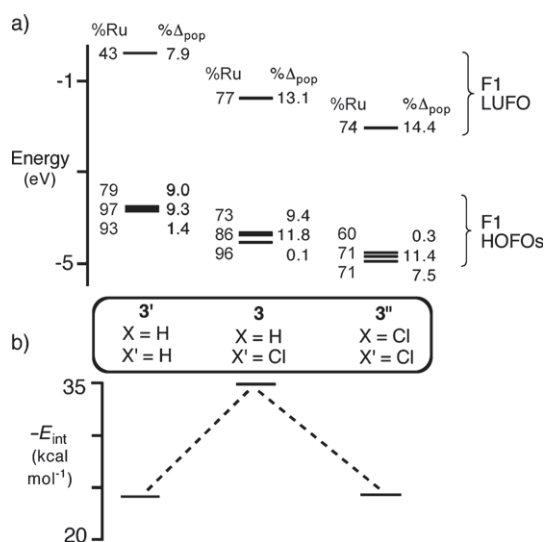 a)
%Ru %Δpop
43 7.9
-1
%Ru %Δpop
77 13.1
%Ru %Δpop
74 14.4
F1
LUFO
Energy
(eV)
79 9.0
97 9.3
93 1.4
73 9.4
86 11.8
96 0.1
60 0.3
71 11.4
71 7.5
F1
HOFOs
-5
3' 3 3"
X = H X = H X = Cl
X' = H X' = Cl X' = Cl
b)
35
–Eint
(kcal
mol-1)
20